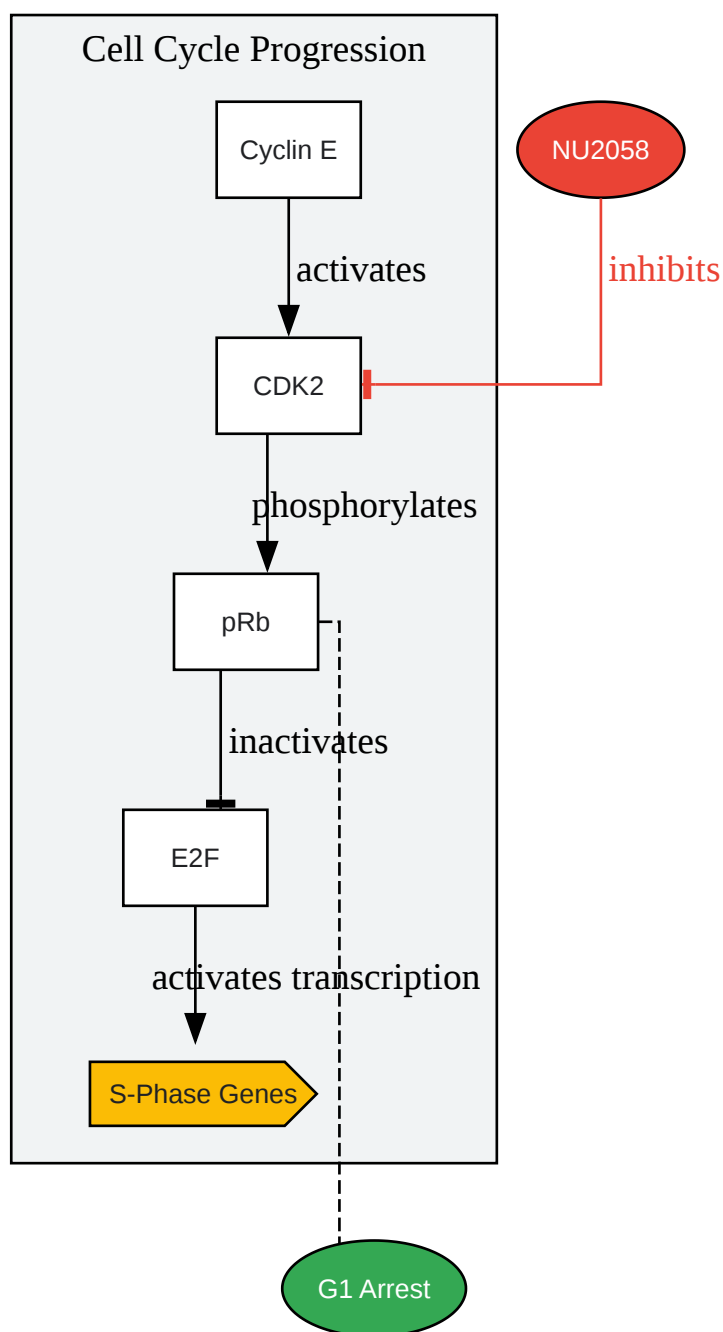 Cell Cycle Progression
Cyclin E
NU2058
activates
inhibits
CDK2
phosphorylates
pRb
inactivates
E2F
activates transcription
S-Phase Genes
G1 Arrest